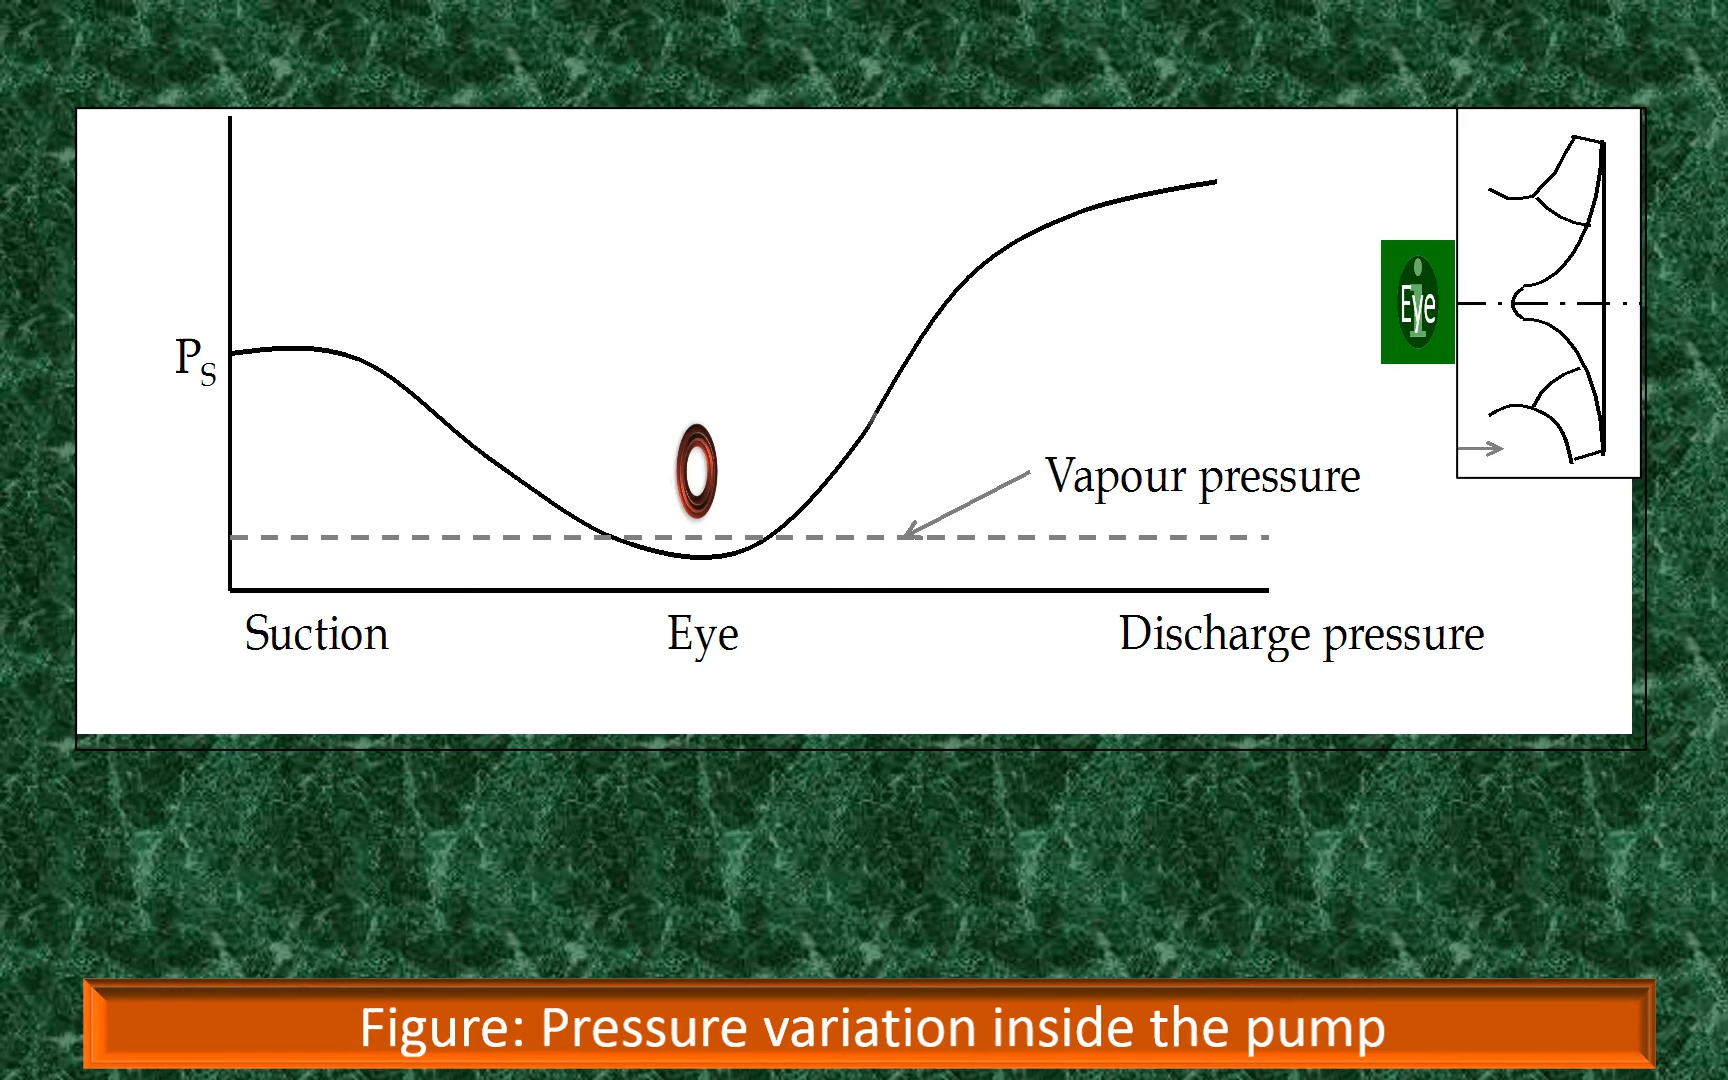 Eye
P_S
Vapour pressure
Suction Eye Discharge pressure
Figure: Pressure variation inside the pump